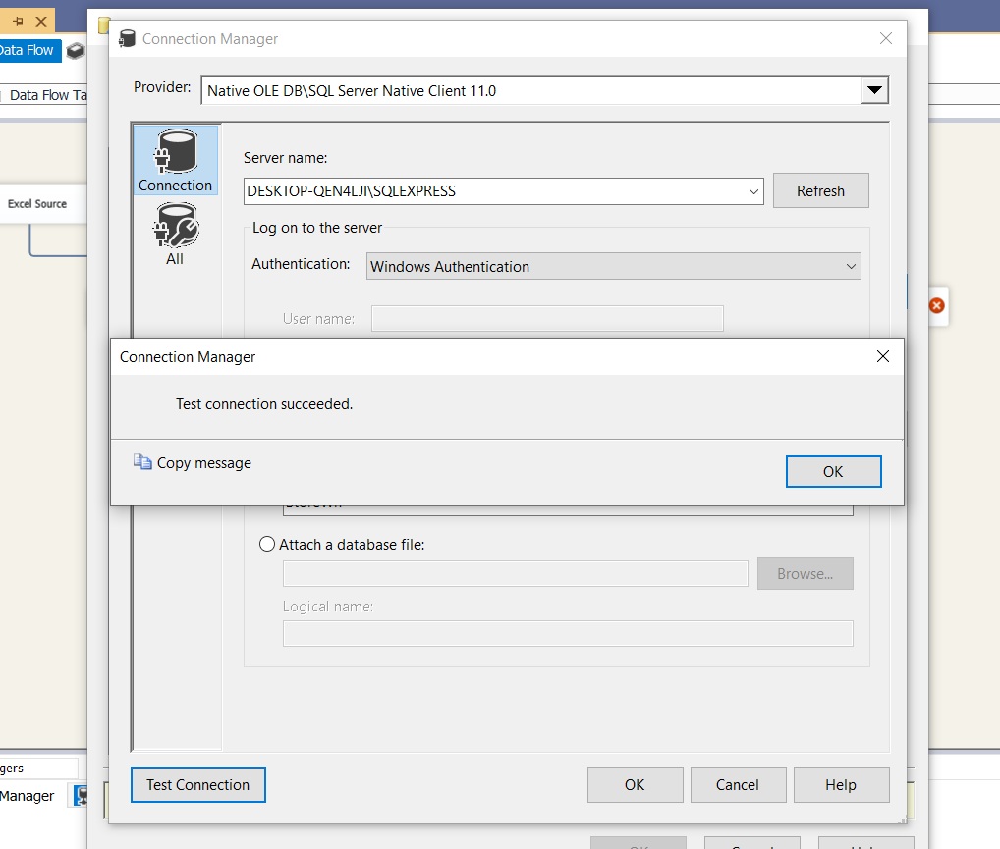 Connection Manager
Data Flow
Provider:
Native OLE DB\SQL Server Native Client 11.0
Data Flow Ta
Connection
All
Server name:
DESKTOP-QEN4LJI\SQLEXPRESS
Refresh
Excel Source
Log on to the server
Authentication:
Windows Authentication
User name:
Connection Manager
Test connection succeeded.
Copy message
OK
Attach a database file:
Browse...
Logical name:
gers
Manager
Test Connection
OK
Cancel
Help